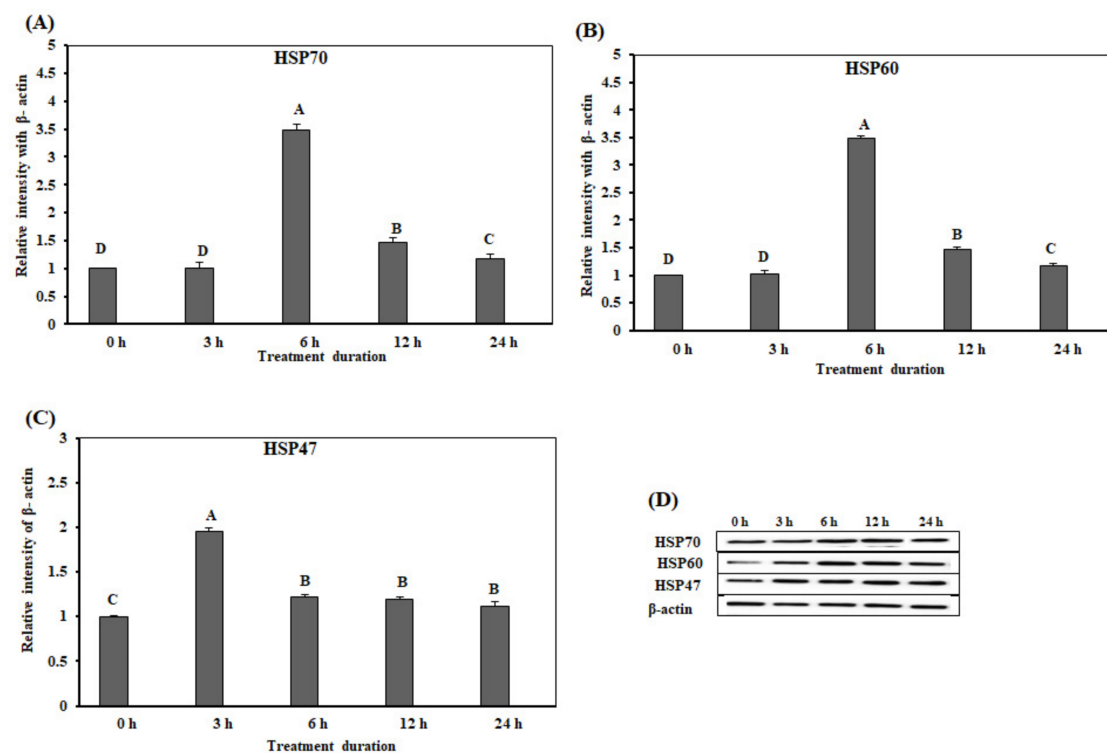 (A)
HSP70
Relative intensity with β- actin
5
4.5
4
3.5
3
2.5
2
1.5
1
0.5
0
D
D
A
B
C
0 h 3 h 6 h 12 h 24 h
Treatment duration
(B)
HSP60
Relative intensity with β- actin
5
4.5
4
3.5
3
2.5
2
1.5
1
0.5
0
D
D
A
B
C
0 h 3 h 6 h 12 h 24 h
Treatment duration
(C)
HSP47
Relative intensity of β- actin
3
2.5
2
1.5
1
0.5
0
C
A
B
B
B
0 h 3 h 6 h 12 h 24 h
Treatment duration
(D)
0 h 3 h 6 h 12 h 24 h
HSP70
HSP60
HSP47
β-actin